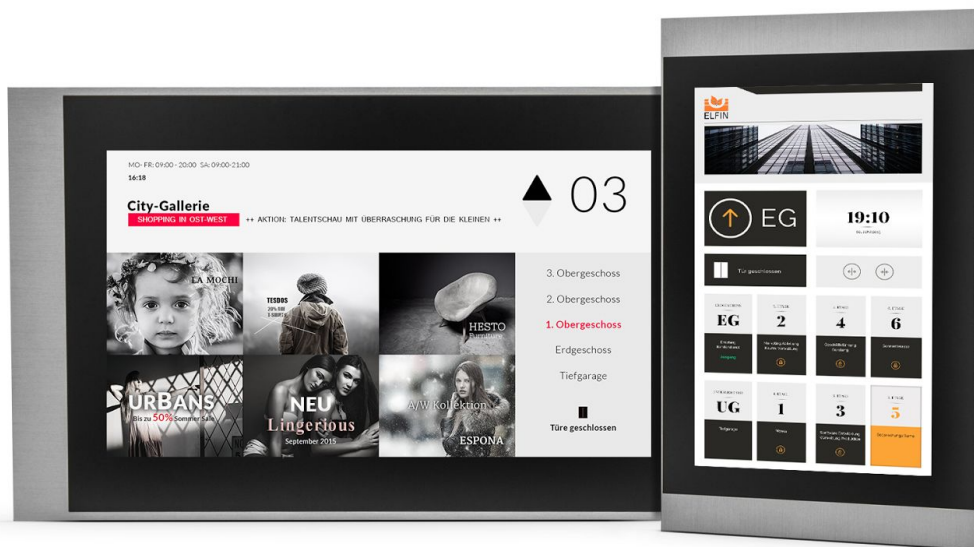 MO- FR: 09:00 - 20:00 SA: 09:00-21:00
16:18
City-Gallerie
SHOPPING IN OST-WEST
++ AKTION: TALENTSCHAU MIT ÜBERRASCHUNG FÜR DIE KLEINEN ++
03
LA MOCHI
TESDOS
HESTO
Furniture
URBANS
Bis zu 50% Sommer Sale
NEU
Lingerious
September 2015
A/W Kollektion
ESPONA
3. Obergeschoss
2. Obergeschoss
1. Obergeschoss
Erdgeschoss
Tiefgarage
Türe geschlossen
ELFIN
EG
19:10
Tür geschlossen
EG
2
4
6
UG
1
3
5
Tiefgarage